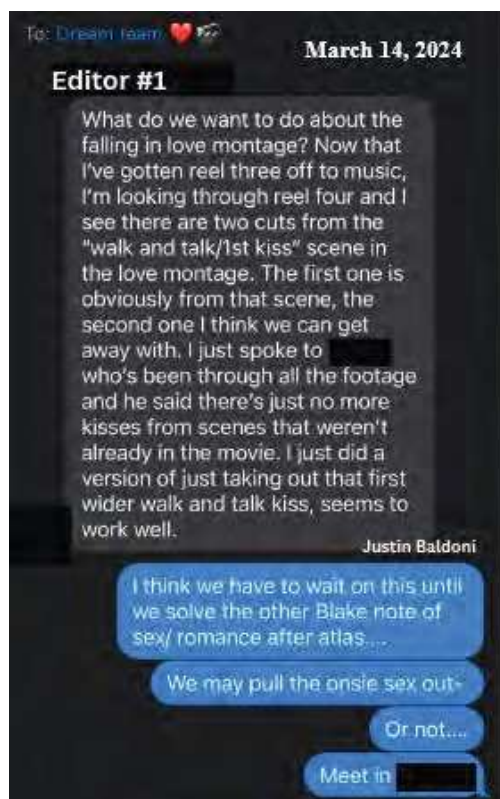 To: Dream team ❤️
March 14, 2024
Editor #1
What do we want to do about the
falling in love montage? Now that
I've gotten reel three off to music,
I'm looking through reel four and I
see there are two cuts from the
"walk and talk/1st kiss" scene in
the love montage. The first one is
obviously from that scene, the
second one I think we can get
away with. I just spoke to
who's been through all the footage
and he said there's just no more
kisses from scenes that weren't
already in the movie. I just did a
version of just taking out that first
wider walk and talk kiss, seems to
work well.
Justin Baldoni
I think we have to wait on this until
we solve the other Blake note of
sex/ romance after atlas....
We may pull the onsie sex out-
Or not....
Meet in